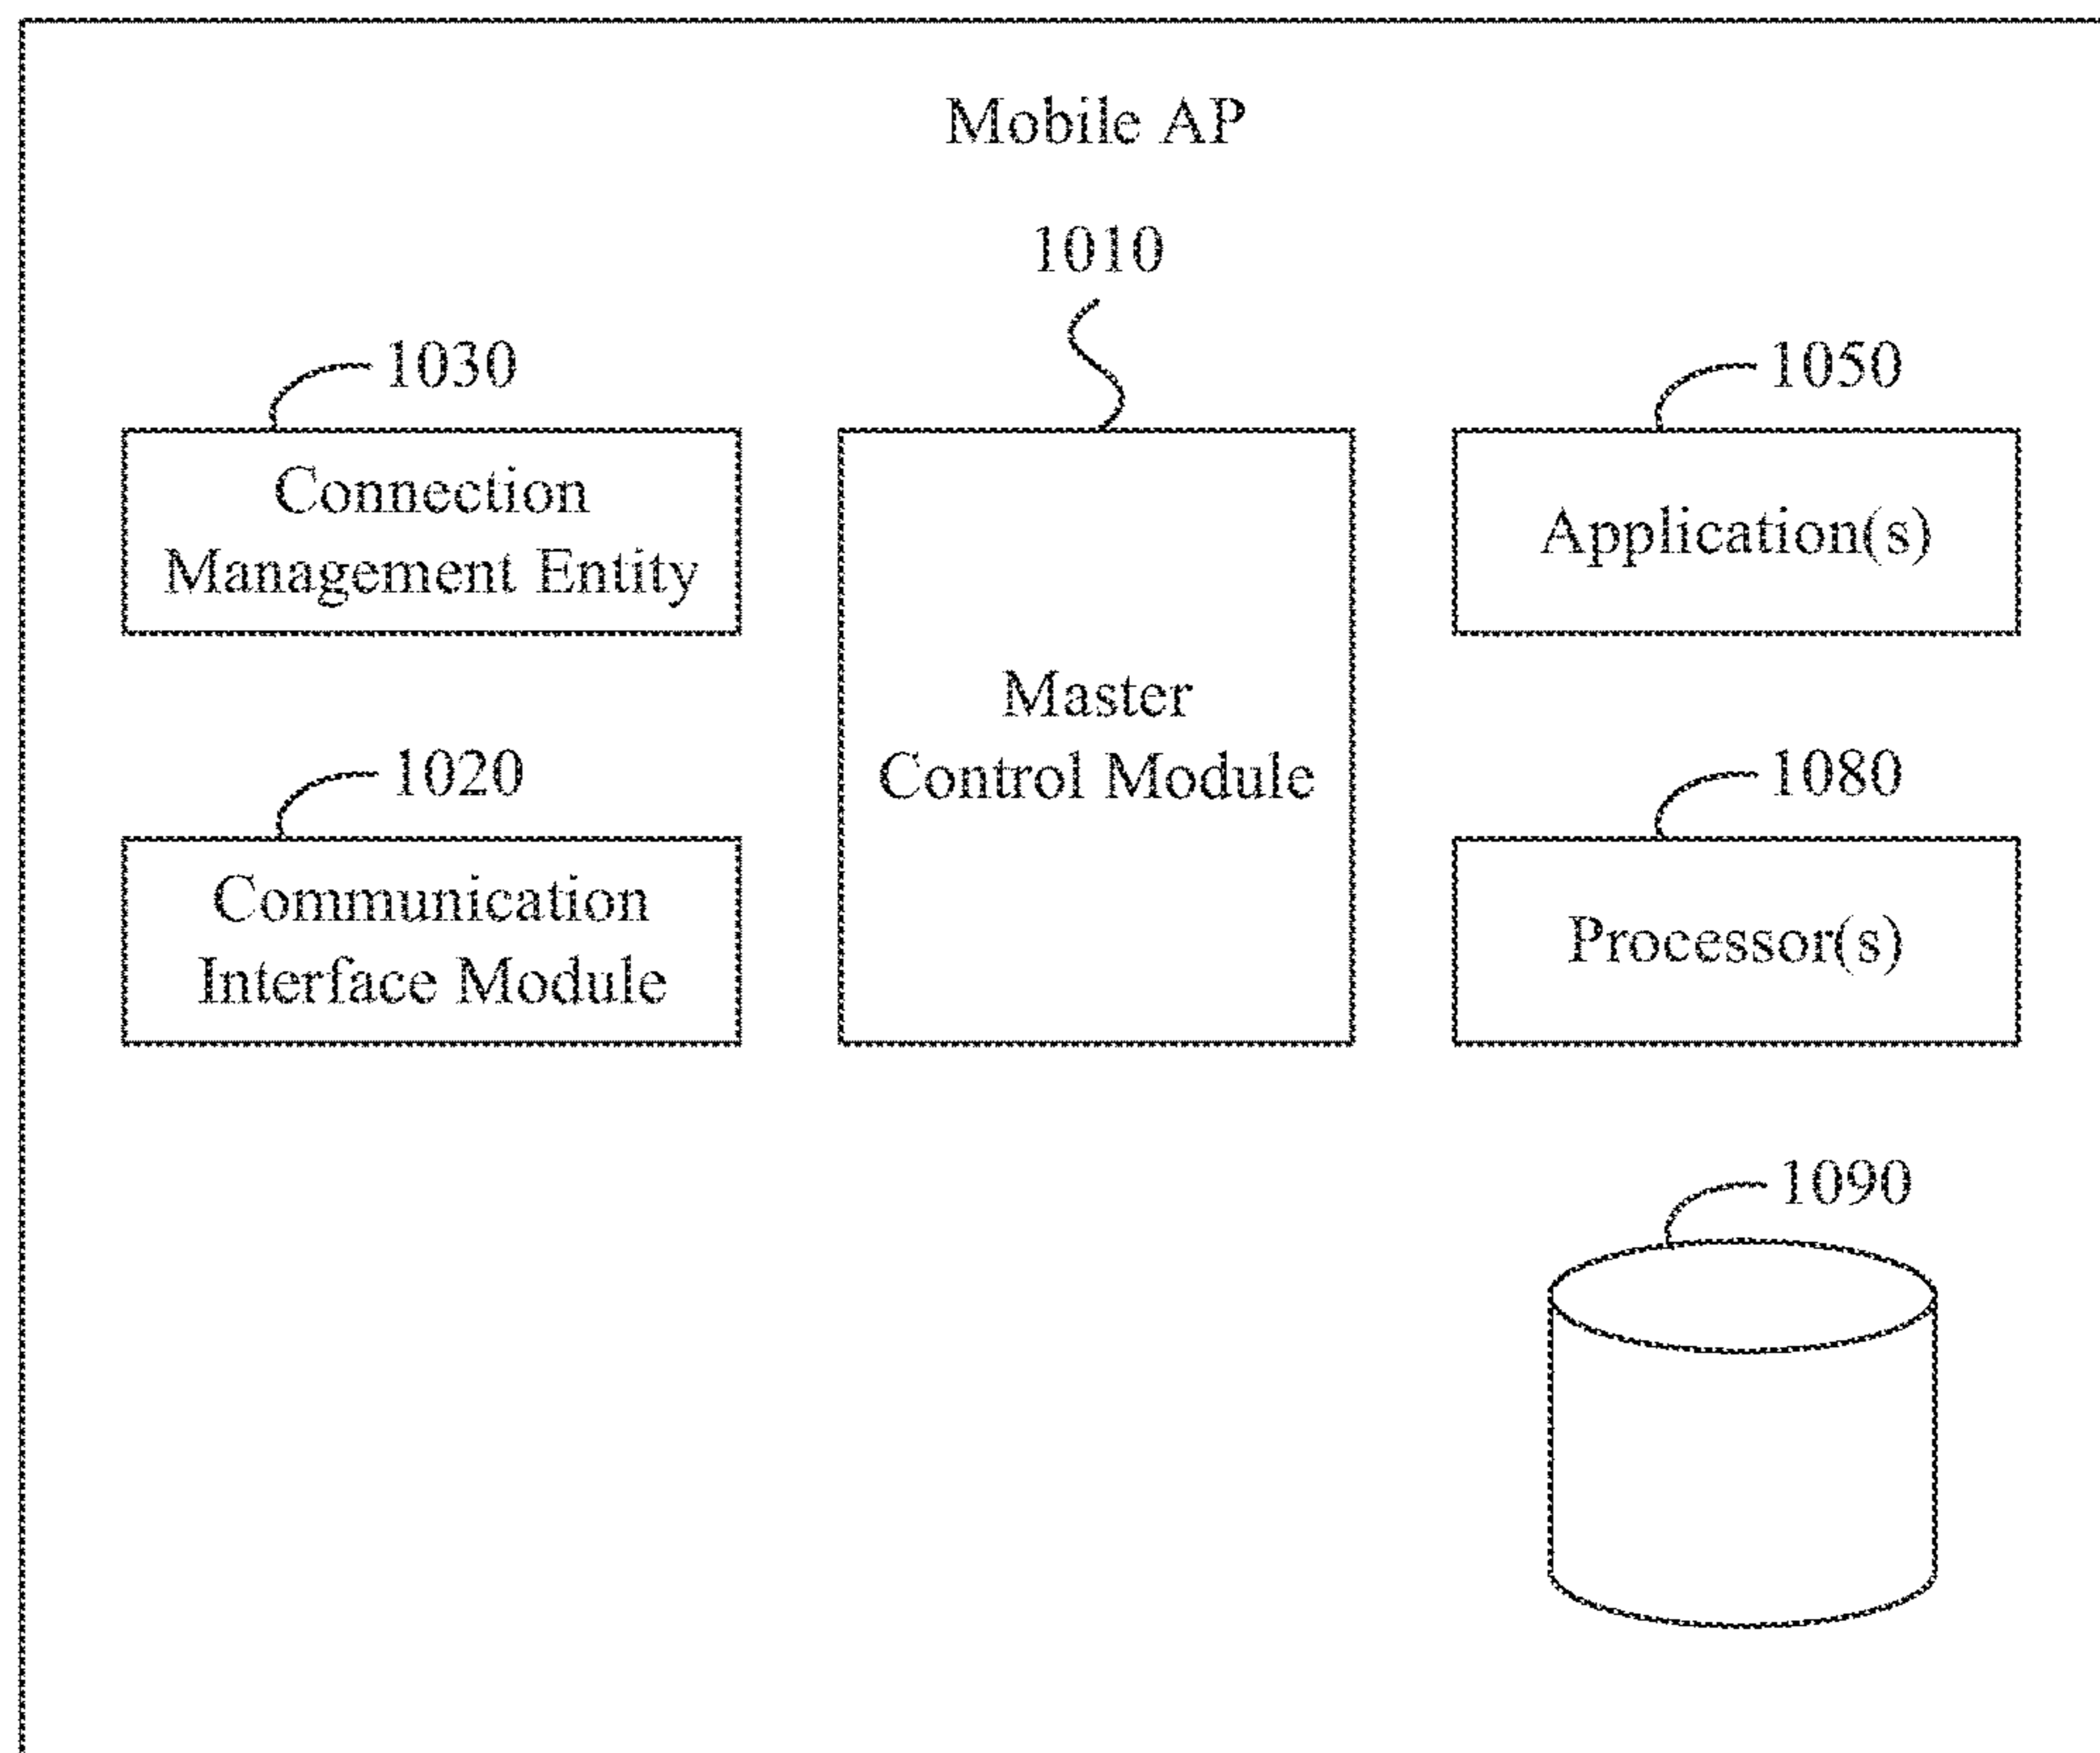 Mobile AP
1010
1030
1050
Connection
Management Entity
Application(s)
Master
Control Module
1020
1080
Communication
Interface Module
Processor(s)
1090